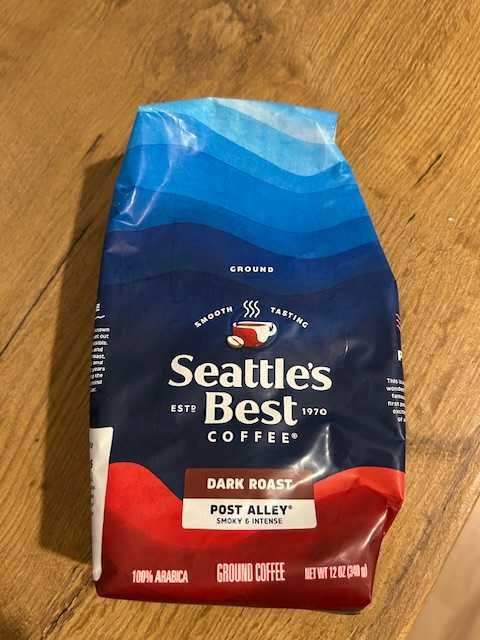 GROUND
SMOOTH TASTING
Seattle's
ESTD Best 1970
COFFEE®
DARK ROAST
POST ALLEY®
SMOKY & INTENSE
100% ARABICA GROUND COFFEE NET WT 12 OZ (340g)